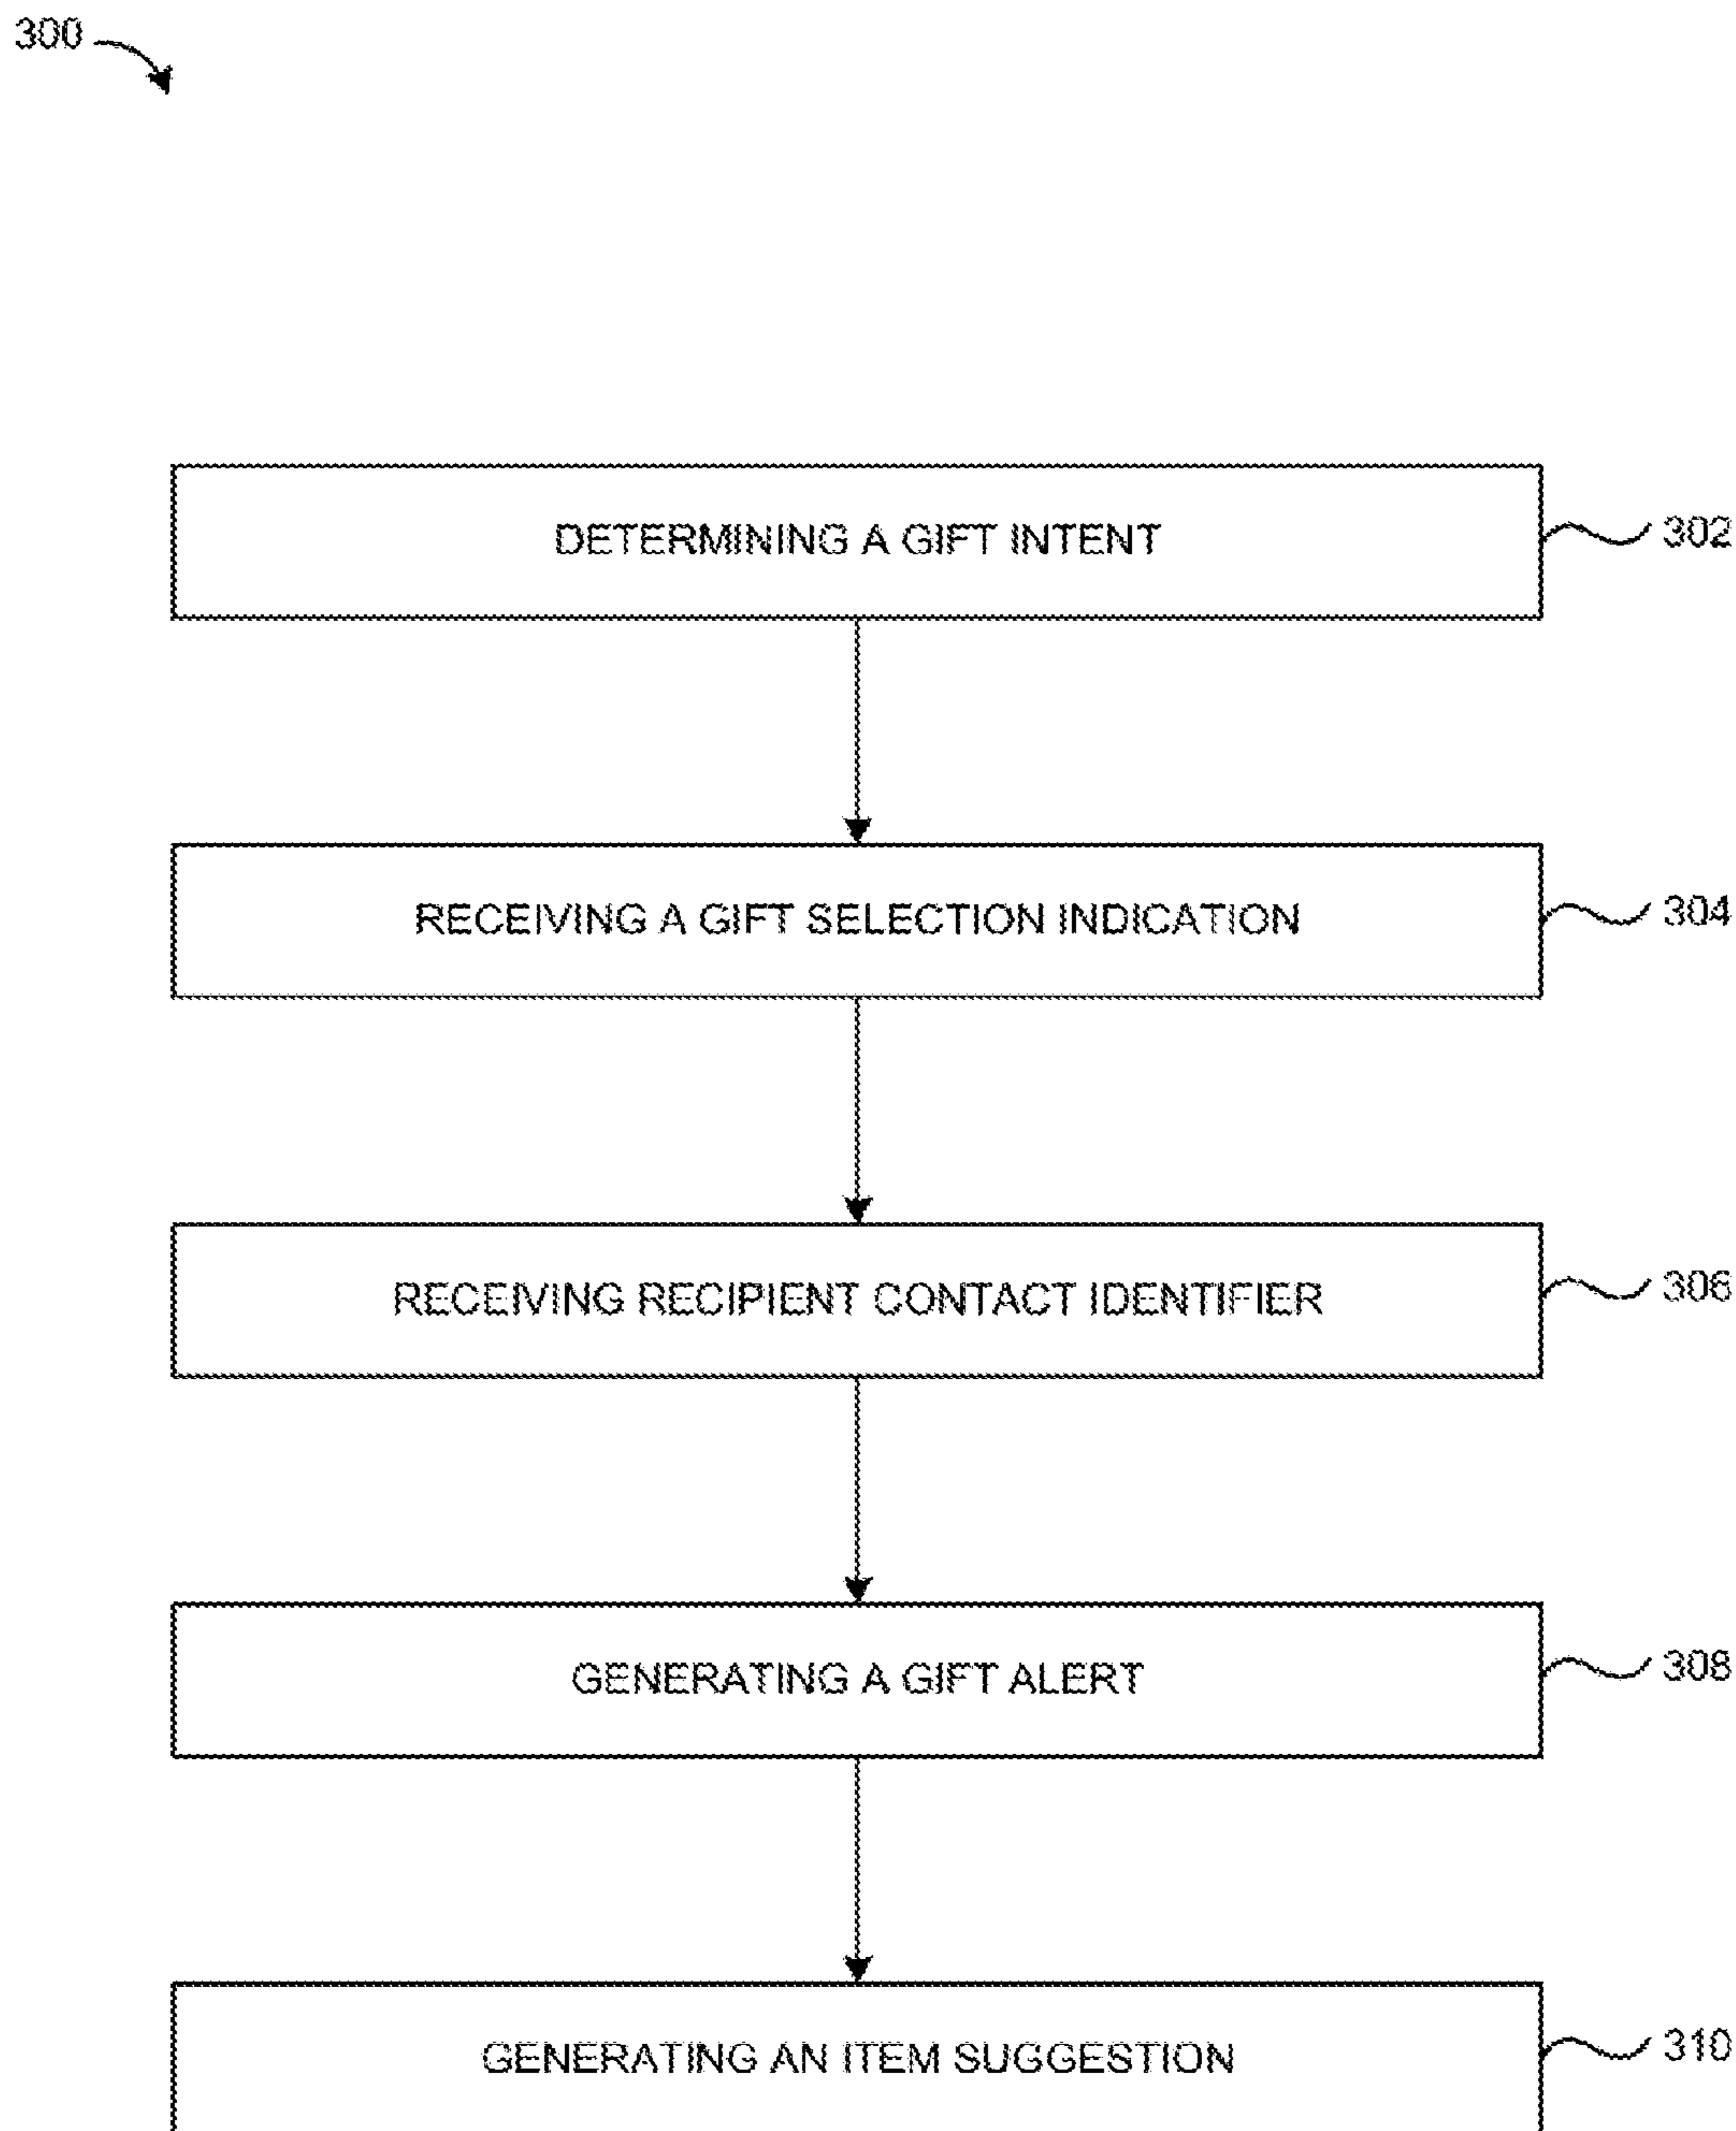 300
DETERMINING A GIFT INTENT
302
RECEIVING A GIFT SELECTION INDICATION
304
RECEIVING RECIPIENT CONTACT IDENTIFIER
306
GENERATING A GIFT ALERT
308
GENERATING AN ITEM SUGGESTION
310